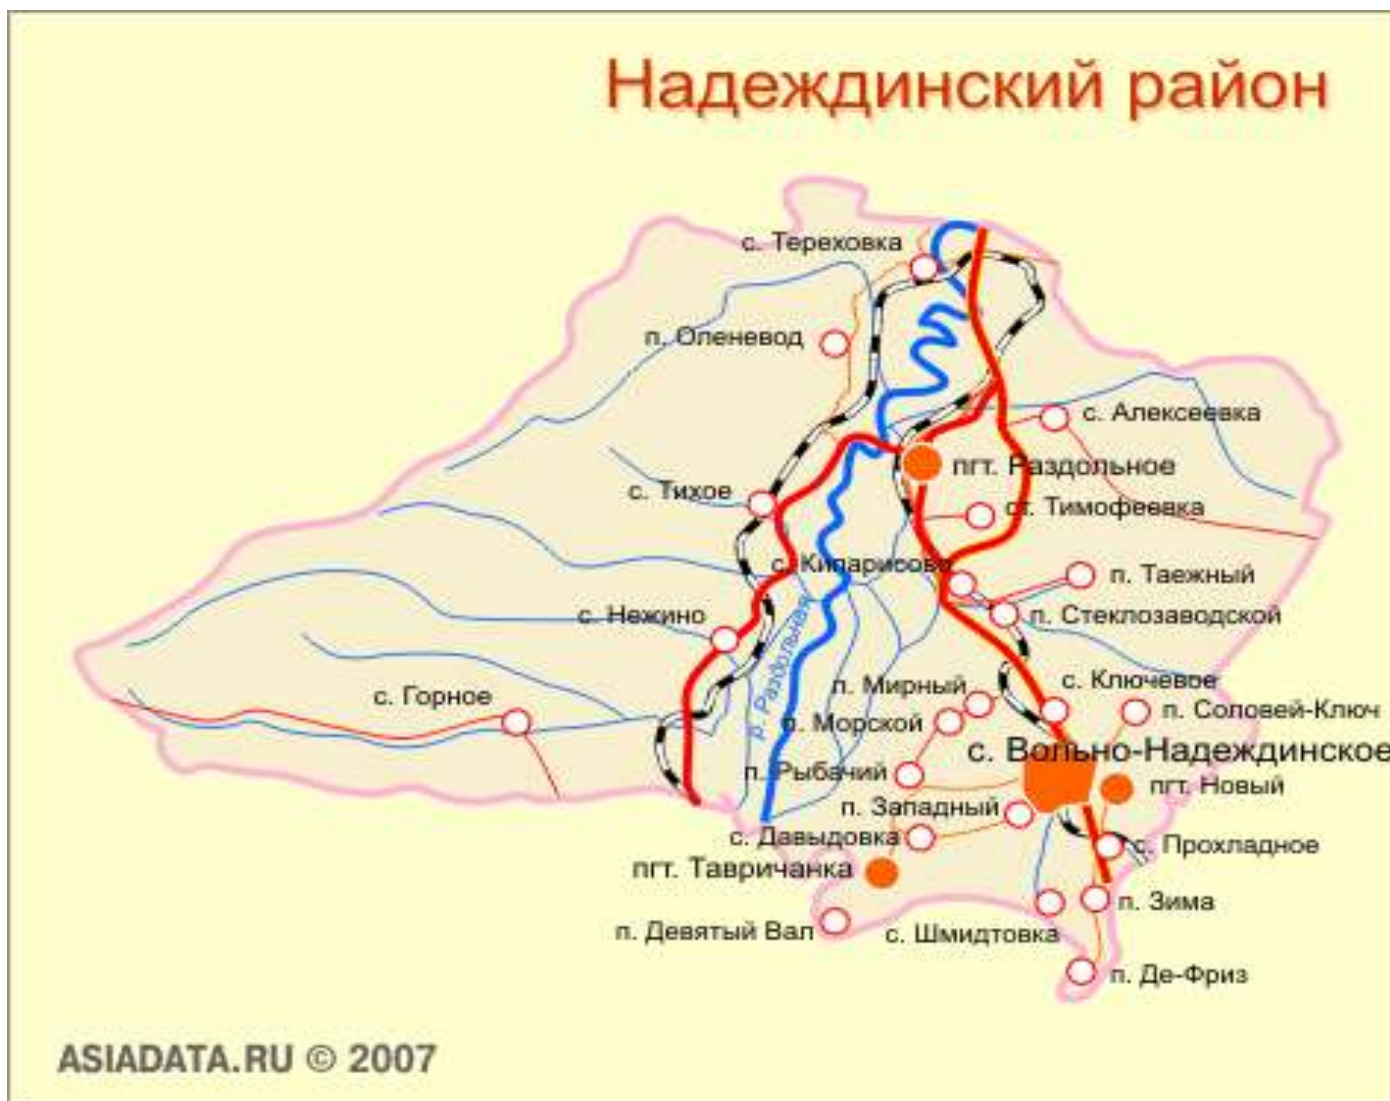 Надеждинский район
с. Тереховка
п. Оленевод
с. Алексеевка
пгт. Раздольное
с. Тихое
ст. Тимофеевка
с. Кипарисово
п. Таежный
с. Нежино
п. Стеклозаводской
р. Раздольная
с. Горное
п. Мирный
с. Ключевое
п. Морской
п. Соловей-Ключ
с. Вольно-Надеждинское
п. Рыбачий
пгт. Новый
п. Западный
с. Давыдовка
с. Прохладное
пгт. Тавричанка
п. Зима
п. Девятый Вал
с. Шмидтовка
п. Де-Фриз
ASIADATA.RU © 2007